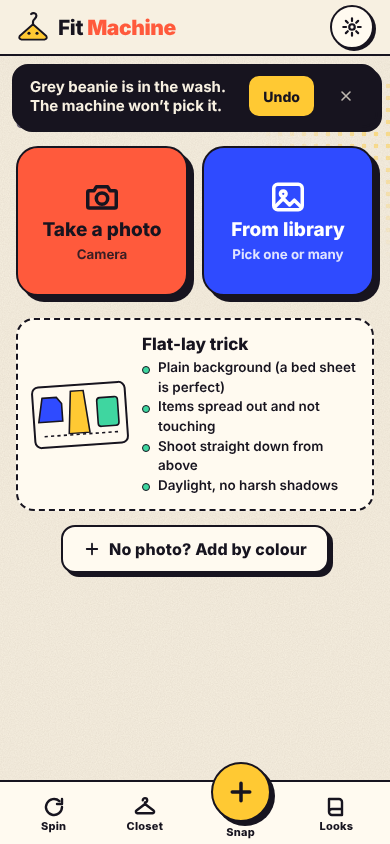 Fit Machine
Grey beanie is in the wash.
The machine won’t pick it.
Undo
Take a photo
Camera
From library
Pick one or many
Flat-lay trick
Plain background (a bed sheet
is perfect)
Items spread out and not
touching
Shoot straight down from
above
Daylight, no harsh shadows
No photo? Add by colour
Spin
Closet
Snap
Looks